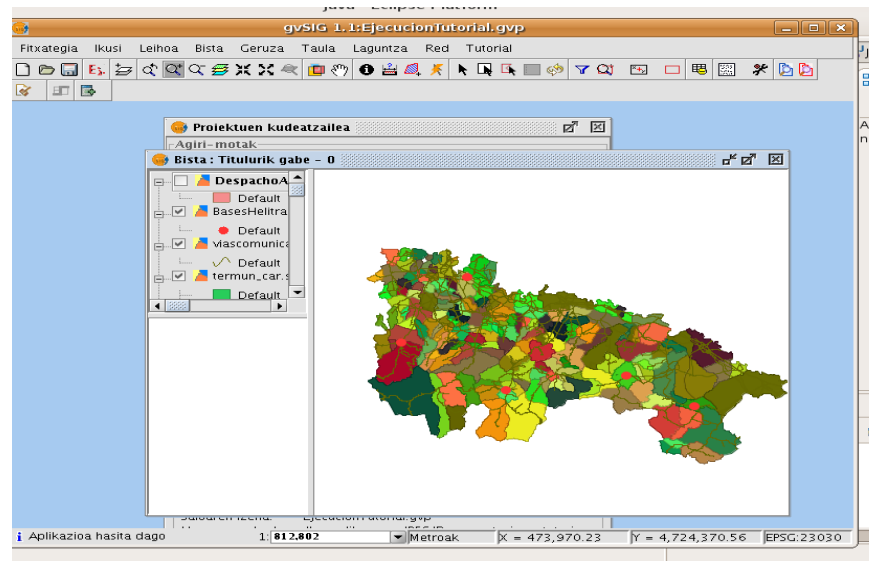 java - Eclipse Platform
gvSIG 1.1:EjecucionTutorial.gvp
Fitxategia Ikusi Leihoa Bista Geruza Taula Laguntza Red Tutorial
Proiektuen kudeatzailea
Agiri-motak
Bista : Titulurik gabe - 0
DespachoA
Default
BasesHelitra
Default
viascomunica
Default
termun_car.s
Default
EjecucionTutorial.gvp
i Aplikazioa hasita dago 1: 812,802 Metroak X = 473,970.23 Y = 4,724,370.56 EPSG:23030